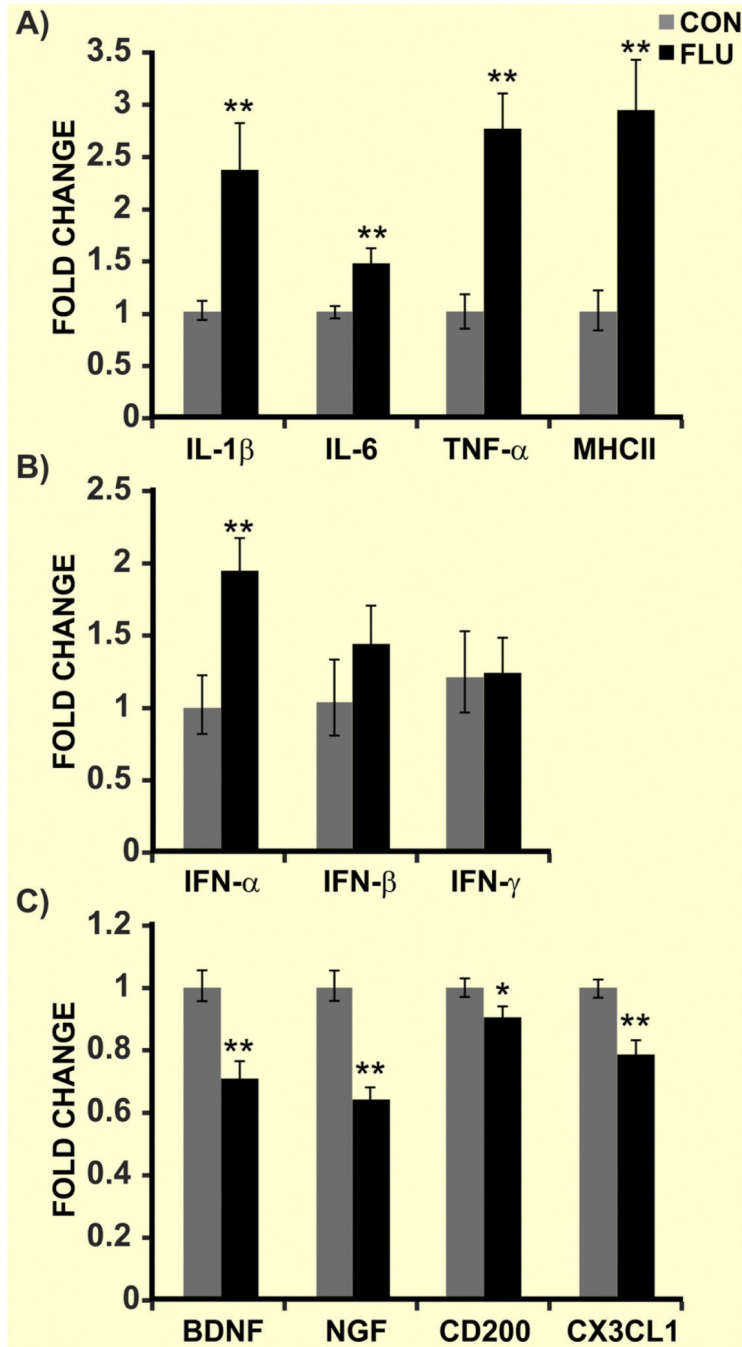 A)
CON
FLU
FOLD CHANGE
3.5
3
2.5
2
1.5
1
0.5
0
**
**
**
**
IL-1β IL-6 TNF-α MHCII
B)
FOLD CHANGE
2.5
2
1.5
1
0.5
0
**
IFN-α IFN-β IFN-γ
C)
FOLD CHANGE
1.2
1
0.8
0.6
0.4
0.2
0
**
**
*
**
BDNF NGF CD200 CX3CL1